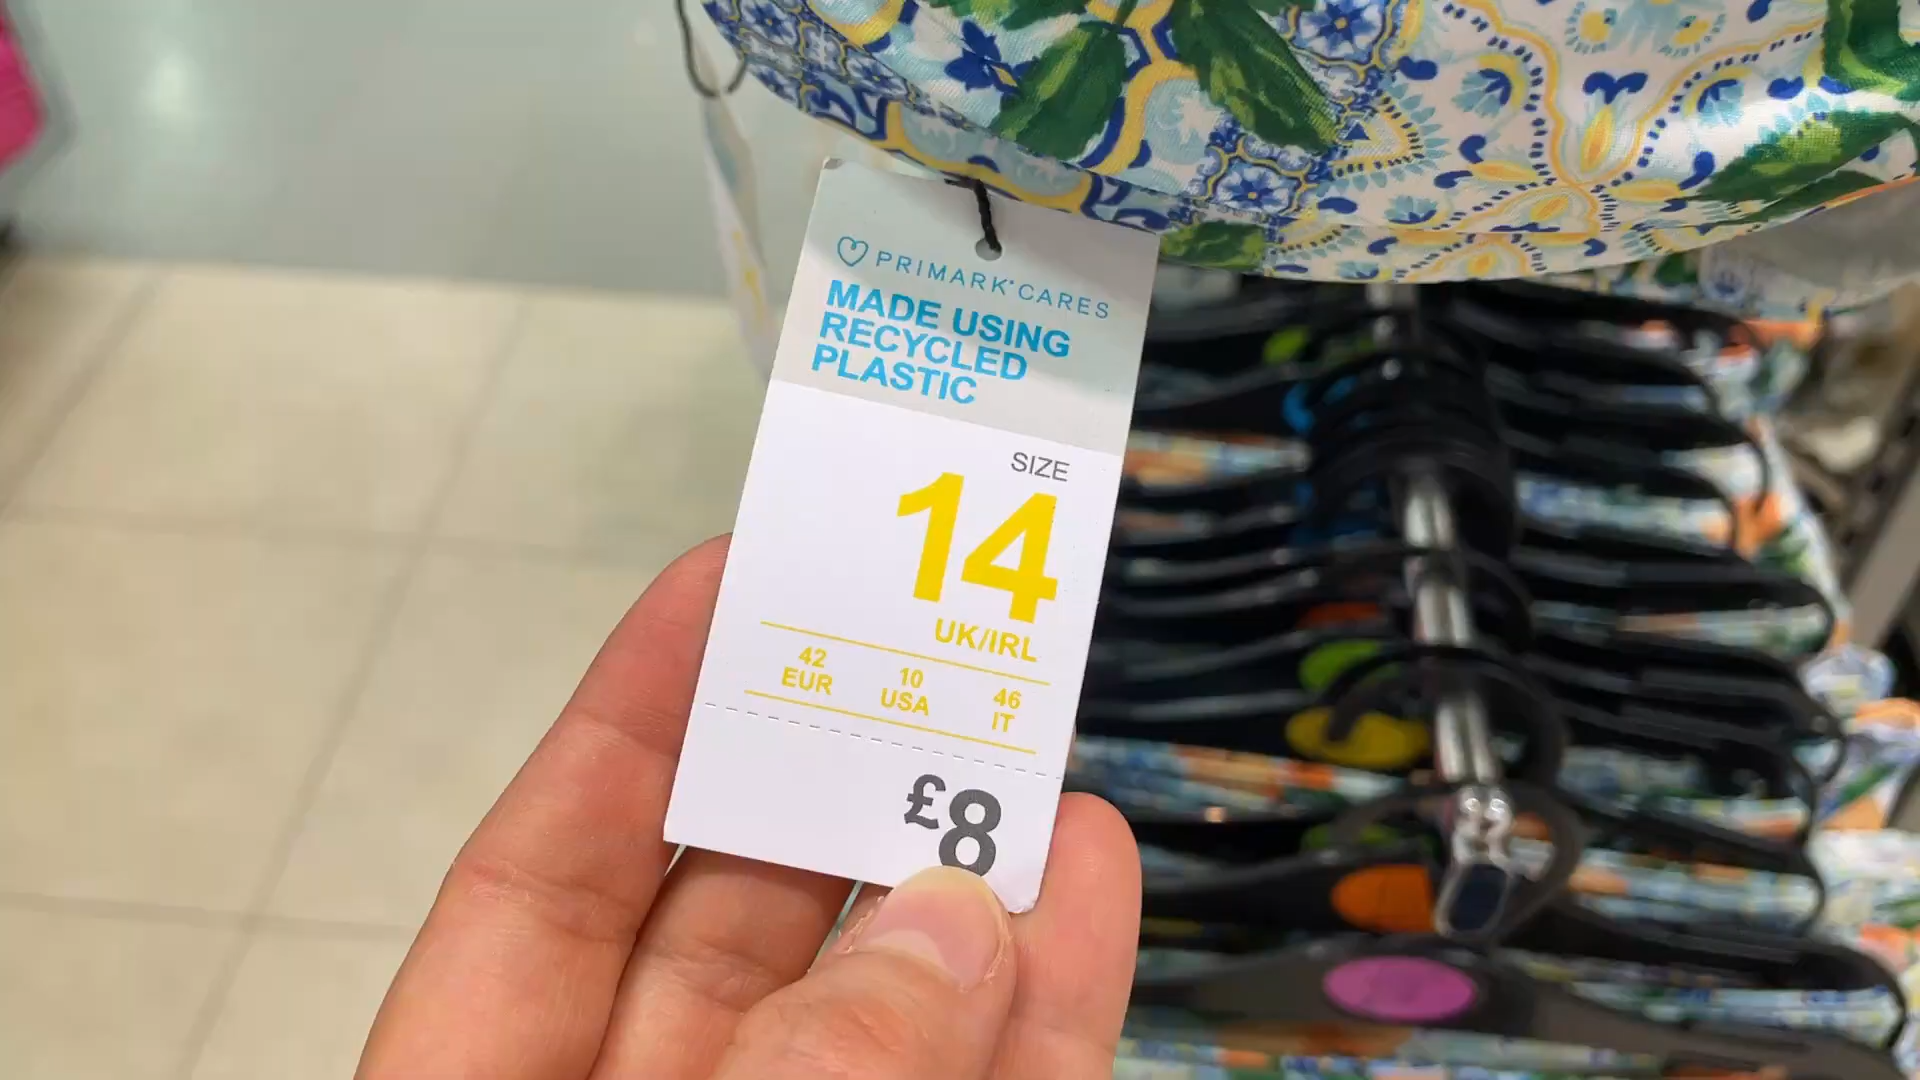 PRIMARK CARES
MADE USING
RECYCLED
PLASTIC
SIZE
14
UK/IRL
42 10 46
EUR USA IT
£8